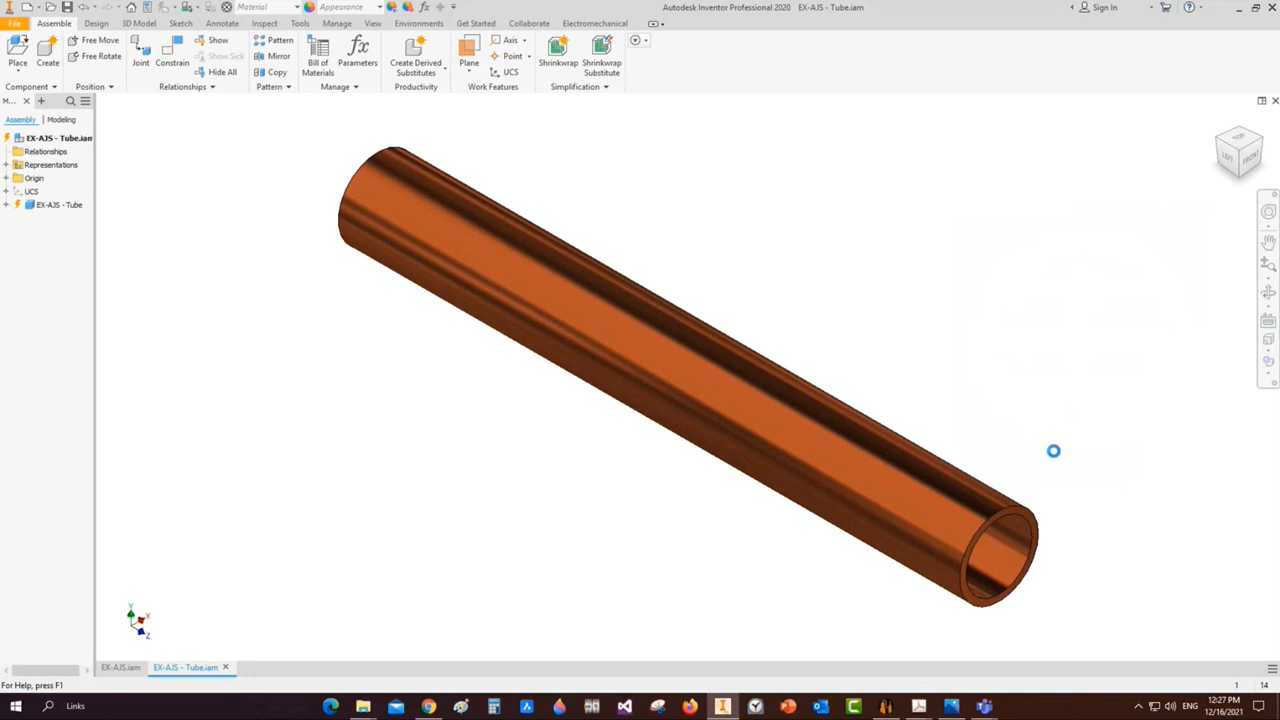 Material
Appearance
Autodesk Inventor Professional 2020 EX-AJS - Tube.iam
Sign In
File Assemble Design 3D Model Sketch Annotate Inspect Tools Manage View Environments Get Started Collaborate Electromechanical
Place Create Free Move Free Rotate Joint Constrain Show Show Sick Hide All Pattern Mirror Copy Bill of Materials Parameters Create Derived Substitutes Plane Axis Point UCS Shrinkwrap Shrinkwrap Substitute
Component Position Relationships Pattern Manage Productivity Work Features Simplification
M...
Assembly Modeling
EX-AJS - Tube.iam
Relationships
Representations
Origin
UCS
EX-AJS - Tube
TOP
LEFT FRONT
Y
X
Z
EX-AJS.iam EX-AJS - Tube.iam
For Help, press F1 1 14
Links
12:27 PM
12/16/2021